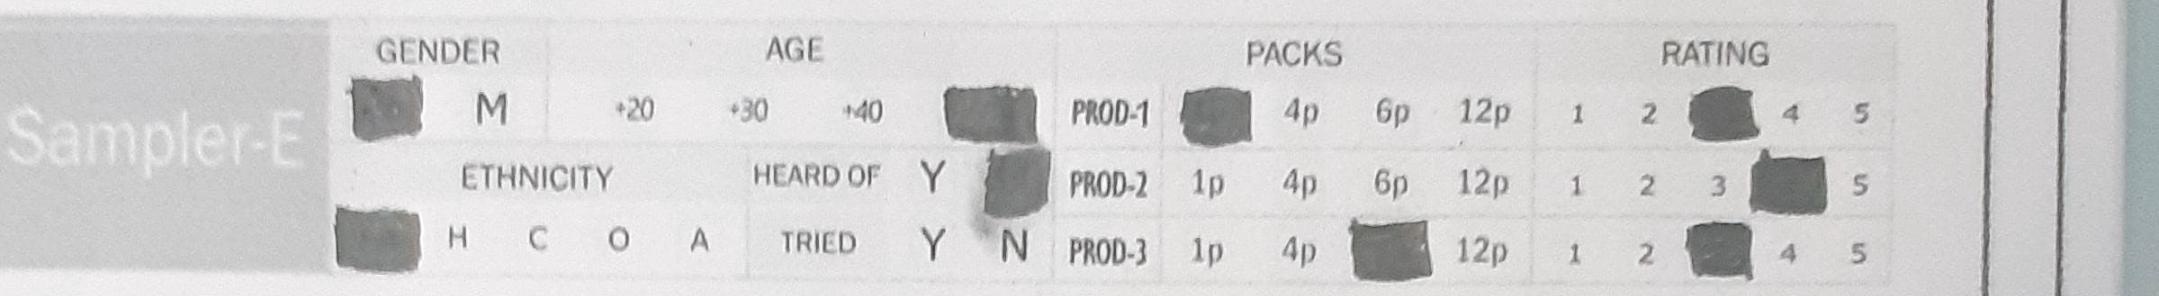 Sampler-E
GENDER AGE PACKS RATING
M +20 +30 +40 PROD-1 4p 6p 12p 1 2 4 5
ETHNICITY HEARD OF Y PROD-2 1p 4p 6p 12p 1 2 3 5
H C O A TRIED Y N PROD-3 1p 4p 12p 1 2 4 5